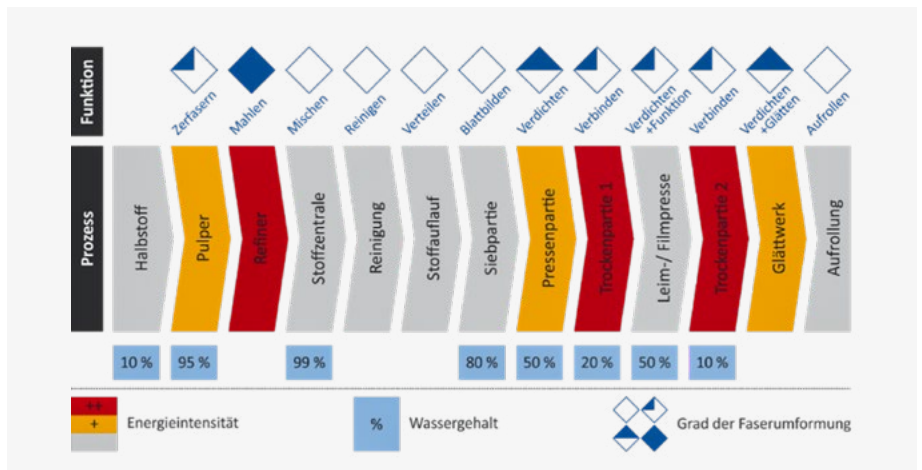 Funktion
Zerfasern
Mahlen
Mischen
Reinigen
Verteilen
Blattbilden
Verdichten
Verbinden
Verdichten
+Funktion
Verbinden
Verdichten
+Glätten
Aufrollen
Prozess
Halbstoff
Pulper
Refiner
Stoffzentrale
Reinigung
Stoffauflauf
Siebpartie
Pressenpartie
Trockenpartie 1
Leim-/ Filmpresse
Trockenpartie 2
Glättwerk
Aufrollung
10 %
95 %
99 %
80 %
50 %
20 %
50 %
10 %
++
+
Energieintensität
%
Wassergehalt
Grad der Faserumformung